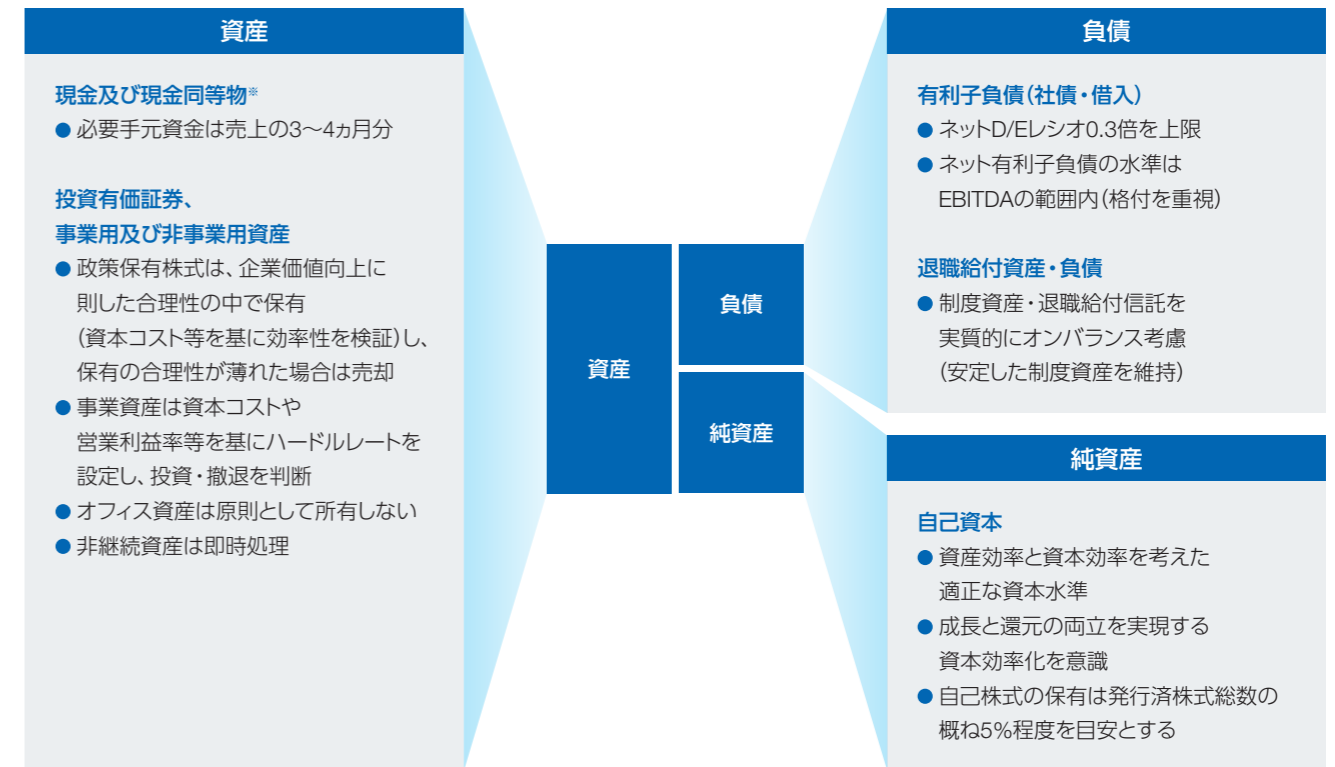 資産
現金及び現金同等物※
● 必要手元資金は売上の3～4ヵ月分
投資有価証券、
事業用及び非事業用資産
● 政策保有株式は、企業価値向上に
則した合理性の中で保有
（資本コスト等を基に効率性を検証）し、
保有の合理性が薄れた場合は売却
● 事業資産は資本コストや
営業利益率等を基にハードルレートを
設定し、投資・撤退を判断
● オフィス資産は原則として所有しない
● 非継続資産は即時処理
資産
負債
純資産
負債
有利子負債（社債・借入）
● ネットD/Eレシオ0.3倍を上限
● ネット有利子負債の水準は
EBITDAの範囲内（格付を重視）
退職給付資産・負債
● 制度資産・退職給付信託を
実質的にオンバランス考慮
（安定した制度資産を維持）
純資産
自己資本
● 資産効率と資本効率を考えた
適正な資本水準
● 成長と還元の両立を実現する
資本効率化を意識
● 自己株式の保有は発行済株式総数の
概ね5%程度を目安とする